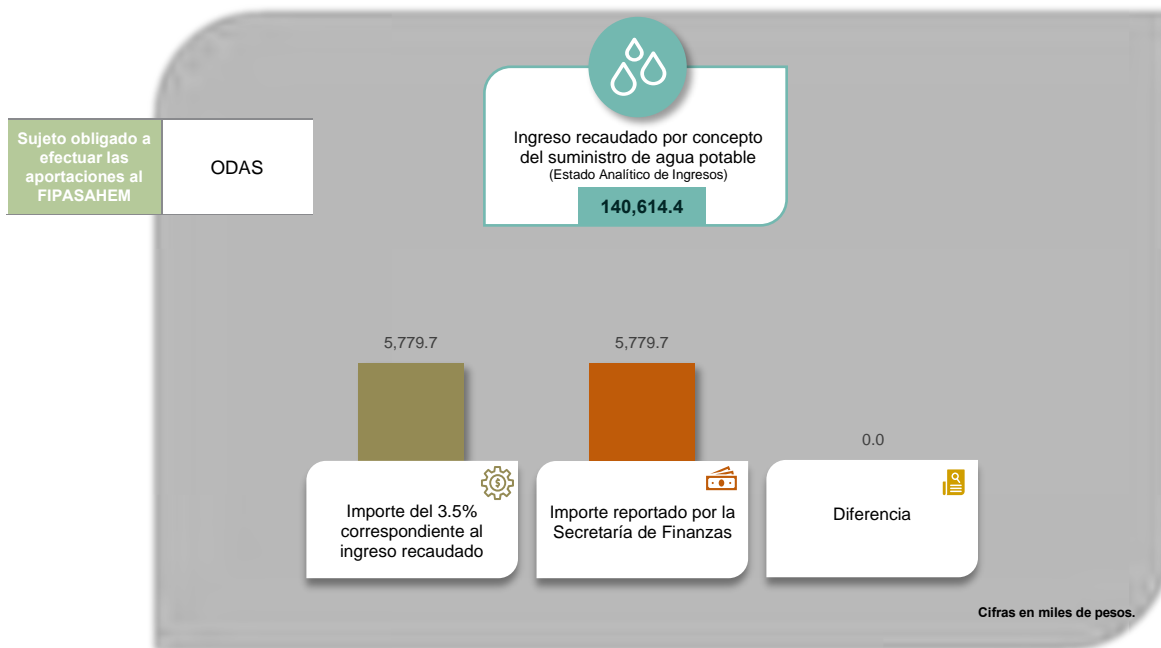 Sujeto obligado a
efectuar las
aportaciones al
FIPASAHEM
ODAS
Ingreso recaudado por concepto
del suministro de agua potable
(Estado Analítico de Ingresos)
140,614.4
5,779.7
5,779.7
0.0
Importe del 3.5%
correspondiente al
ingreso recaudado
Importe reportado por la
Secretaría de Finanzas
Diferencia
Cifras en miles de pesos.